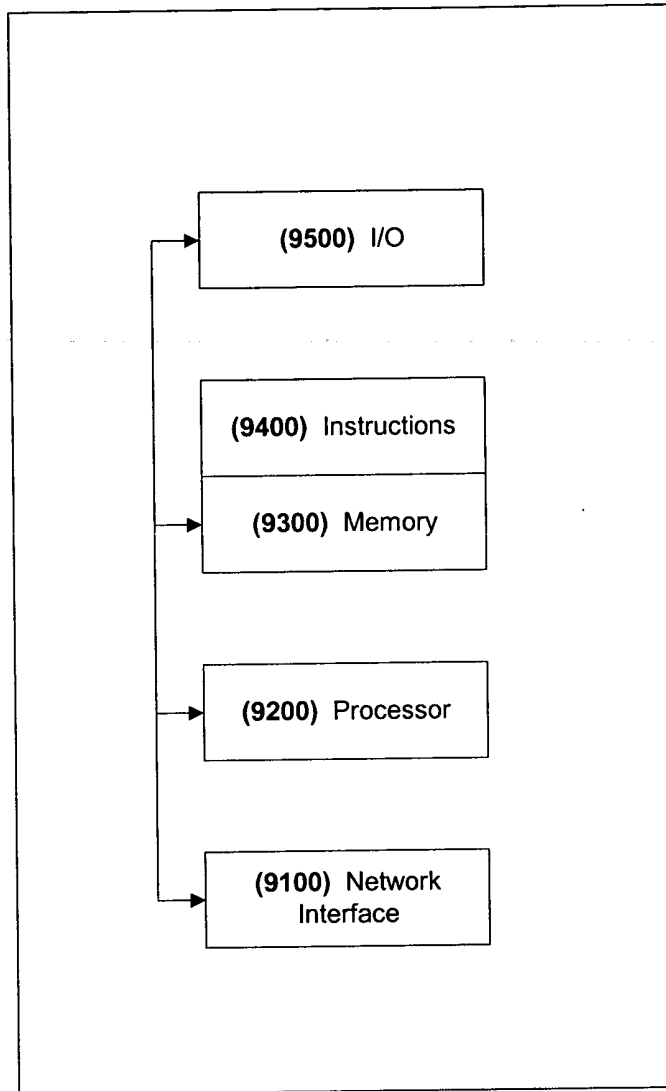 (9500) I/O
(9400) Instructions
(9300) Memory
(9200) Processor
(9100) Network
Interface